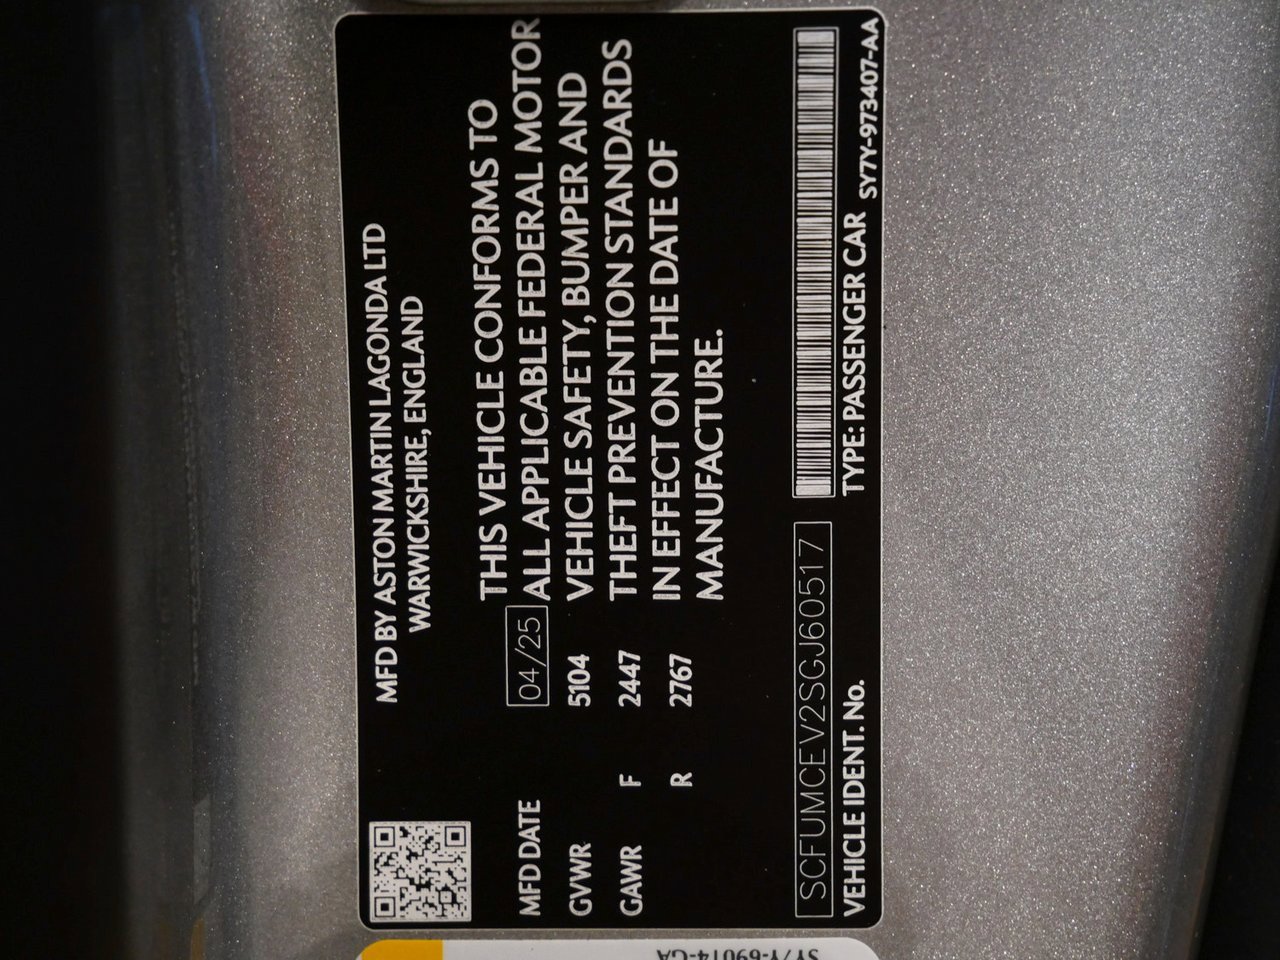 MFD BY ASTON MARTIN LAGONDA LTD
WARWICKSHIRE, ENGLAND
MFD DATE 04/25
GVWR 5104
GAWR F 2447
R 2767
THIS VEHICLE CONFORMS TO
ALL APPLICABLE FEDERAL MOTOR
VEHICLE SAFETY, BUMPER AND
THEFT PREVENTION STANDARDS
IN EFFECT ON THE DATE OF
MANUFACTURE.
SCFUMCEV2SGJ60517
VEHICLE IDENT. No. TYPE: PASSENGER CAR SY7Y-973407-AA